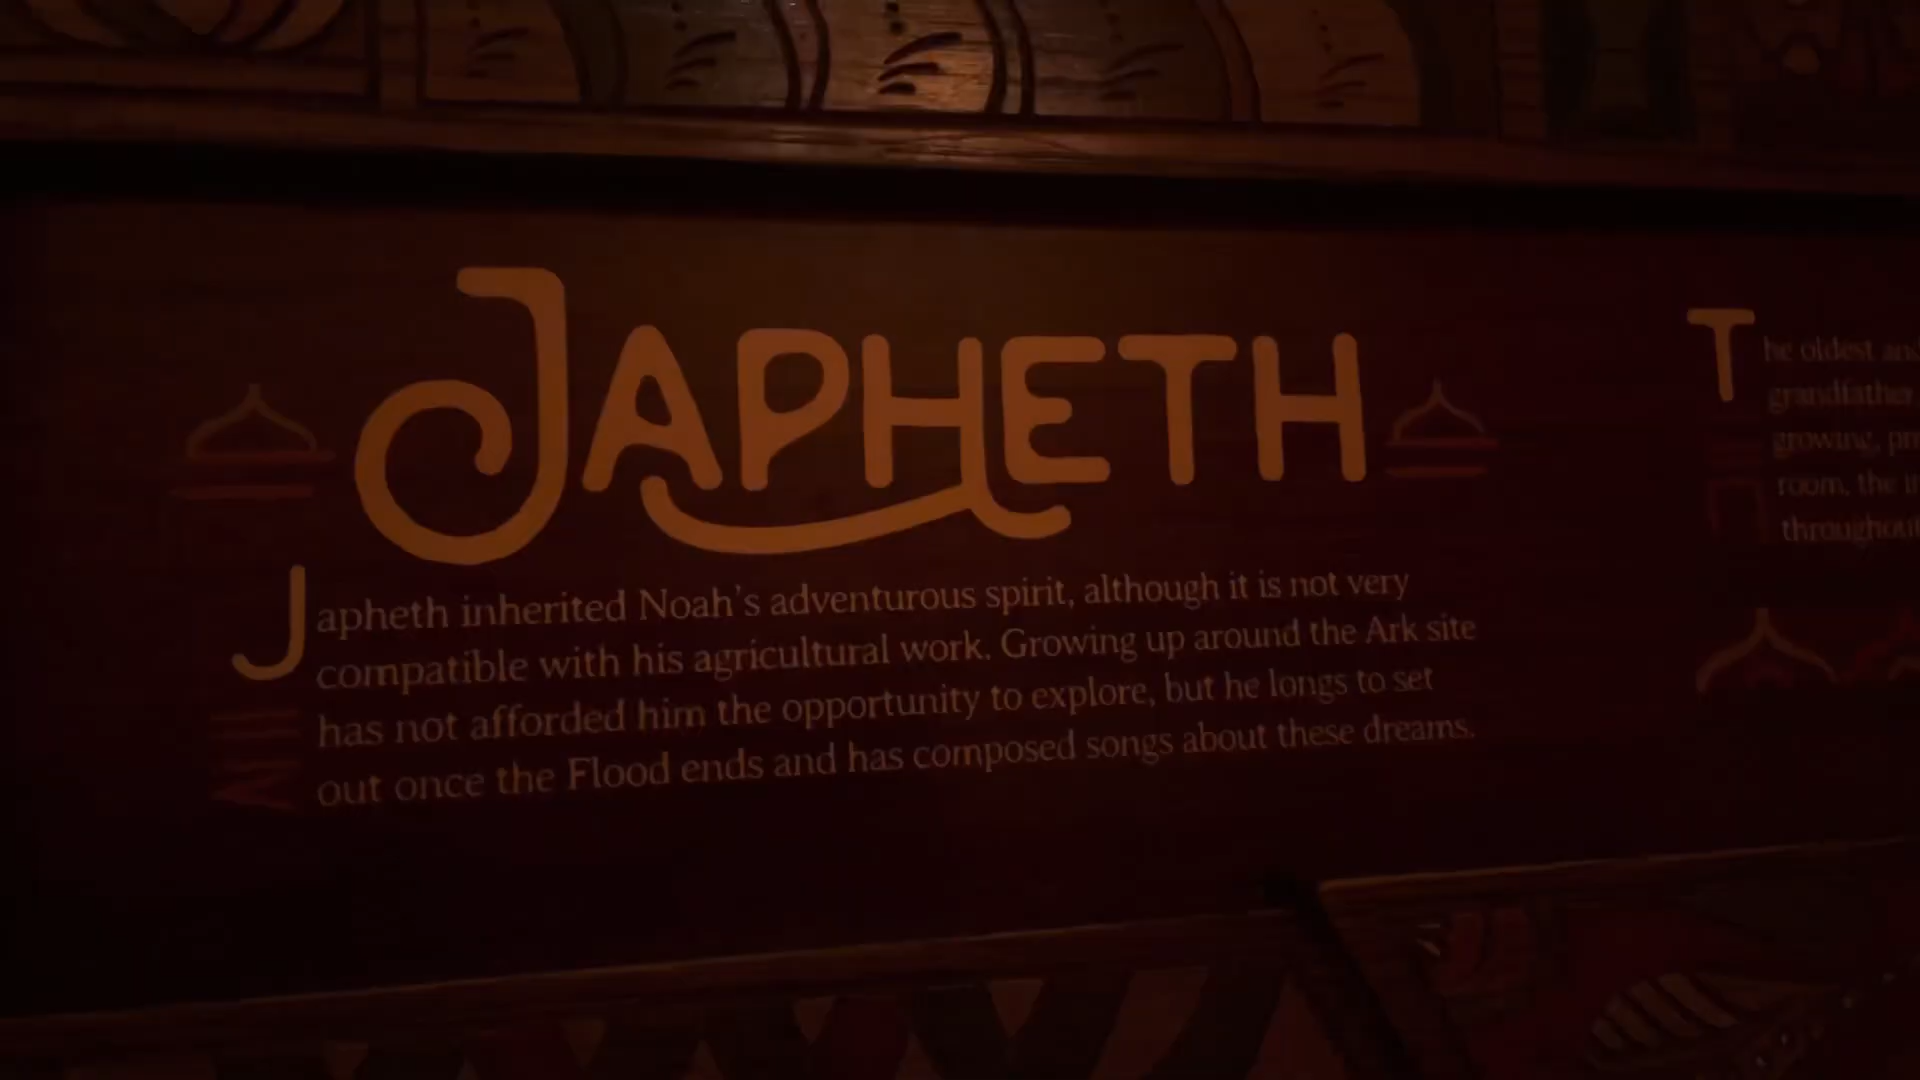 JAPHETH
Japheth inherited Noah's adventurous spirit, although it is not very
compatible with his agricultural work. Growing up around the Ark site
has not afforded him the opportunity to explore, but he longs to set
out once the Flood ends and has composed songs about these dreams.
The oldest
grandfather
growing,
room, the
throughout